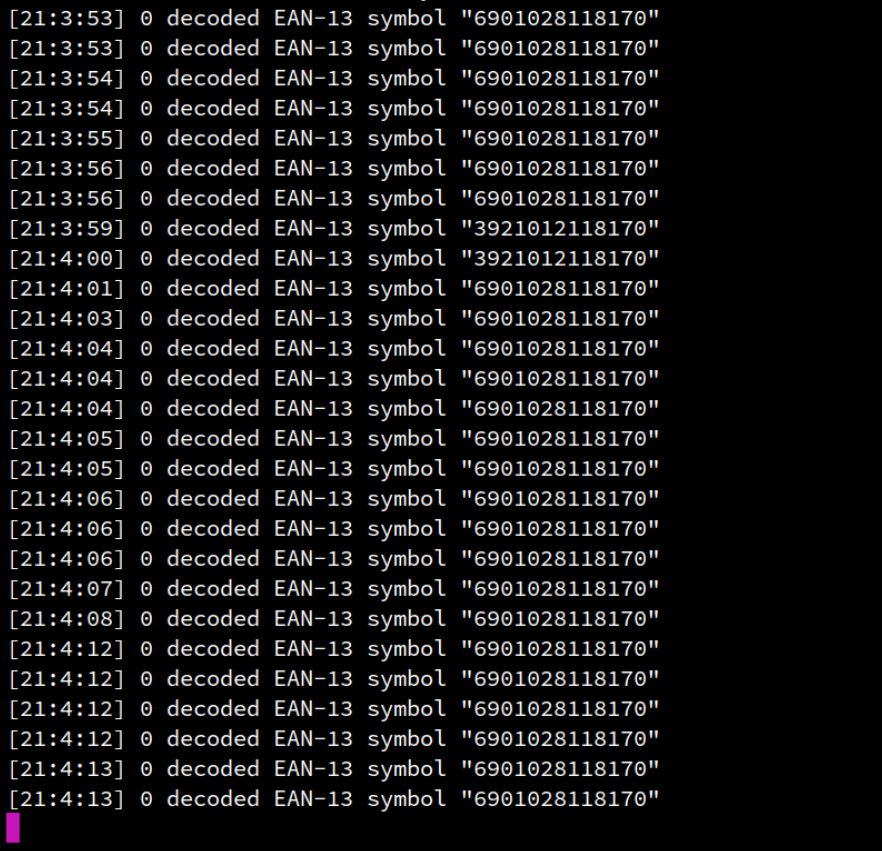 [21:3:53] 0 decoded EAN-13 symbol "6901028118170"
[21:3:53] 0 decoded EAN-13 symbol "6901028118170"
[21:3:54] 0 decoded EAN-13 symbol "6901028118170"
[21:3:54] 0 decoded EAN-13 symbol "6901028118170"
[21:3:55] 0 decoded EAN-13 symbol "6901028118170"
[21:3:56] 0 decoded EAN-13 symbol "6901028118170"
[21:3:56] 0 decoded EAN-13 symbol "6901028118170"
[21:3:59] 0 decoded EAN-13 symbol "3921012118170"
[21:4:00] 0 decoded EAN-13 symbol "3921012118170"
[21:4:01] 0 decoded EAN-13 symbol "6901028118170"
[21:4:03] 0 decoded EAN-13 symbol "6901028118170"
[21:4:04] 0 decoded EAN-13 symbol "6901028118170"
[21:4:04] 0 decoded EAN-13 symbol "6901028118170"
[21:4:04] 0 decoded EAN-13 symbol "6901028118170"
[21:4:05] 0 decoded EAN-13 symbol "6901028118170"
[21:4:05] 0 decoded EAN-13 symbol "6901028118170"
[21:4:06] 0 decoded EAN-13 symbol "6901028118170"
[21:4:06] 0 decoded EAN-13 symbol "6901028118170"
[21:4:06] 0 decoded EAN-13 symbol "6901028118170"
[21:4:07] 0 decoded EAN-13 symbol "6901028118170"
[21:4:08] 0 decoded EAN-13 symbol "6901028118170"
[21:4:12] 0 decoded EAN-13 symbol "6901028118170"
[21:4:12] 0 decoded EAN-13 symbol "6901028118170"
[21:4:12] 0 decoded EAN-13 symbol "6901028118170"
[21:4:12] 0 decoded EAN-13 symbol "6901028118170"
[21:4:13] 0 decoded EAN-13 symbol "6901028118170"
[21:4:13] 0 decoded EAN-13 symbol "6901028118170"